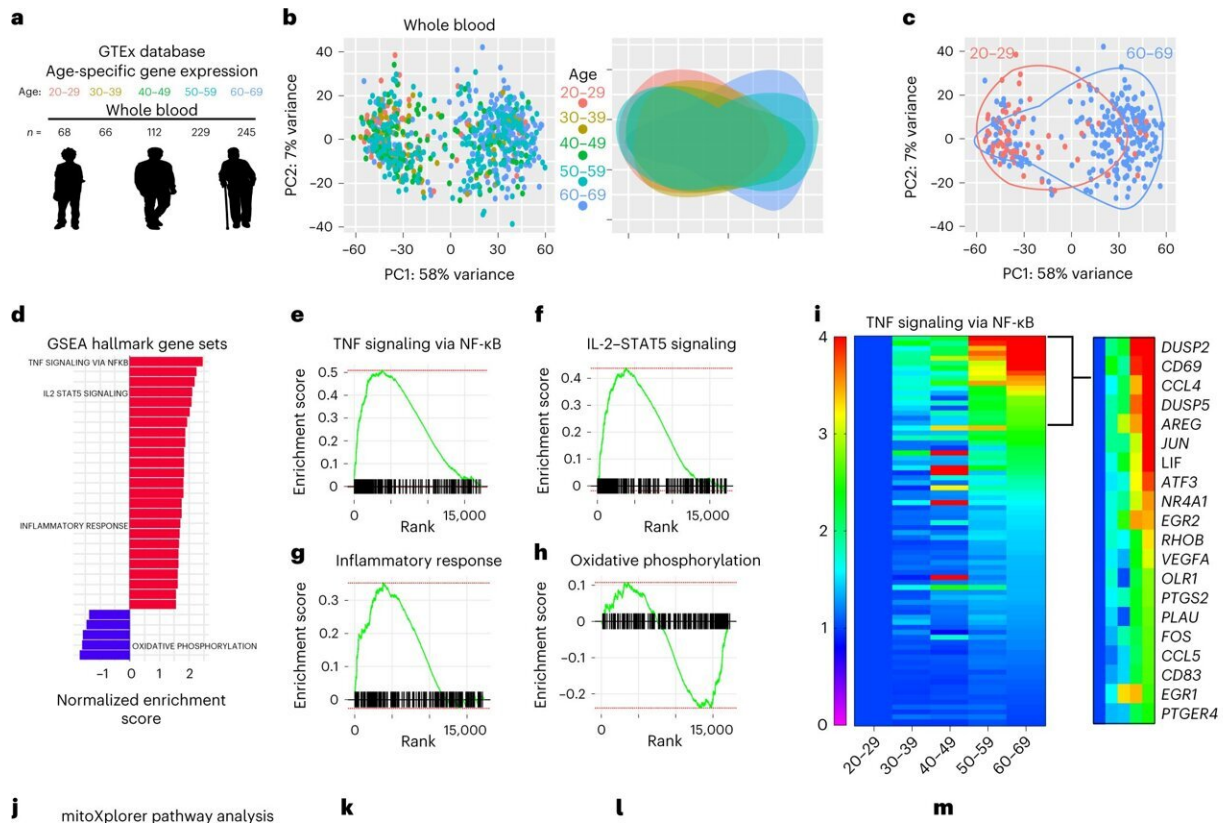 a
GTEx database
Age-specific gene expression
Age: 20–29 30–39 40–49 50–59 60–69
Whole blood
n = 68 66 112 229 245
b
Whole blood
PC2: 7% variance
40
20
0
−20
−40
−60 −30 0 30 60
PC1: 58% variance
Age
20–29
30–39
40–49
50–59
60–69
c
20–29
60–69
PC2: 7% variance
40
20
0
−20
−40
−60 −30 0 30 60
PC1: 58% variance
d
GSEA hallmark gene sets
TNF SIGNALING VIA NFKB
IL2 STAT5 SIGNALING
INFLAMMATORY RESPONSE
OXIDATIVE PHOSPHORYLATION
−1 0 1 2
Normalized enrichment
score
e
TNF signaling via NF-κB
Enrichment score
0.5
0.4
0.3
0.2
0.1
0
0 15,000
Rank
f
IL-2–STAT5 signaling
Enrichment score
0.4
0.3
0.2
0.1
0
0 15,000
Rank
g
Inflammatory response
Enrichment score
0.3
0.2
0.1
0
0 15,000
Rank
h
Oxidative phosphorylation
Enrichment score
0.1
0
−0.1
−0.2
0 15,000
Rank
i
TNF signaling via NF-κB
4
3
2
1
0
20–29
30–39
40–49
50–59
60–69
DUSP2
CD69
CCL4
DUSP5
AREG
JUN
LIF
ATF3
NR4A1
EGR2
RHOB
VEGFA
OLR1
PTGS2
PLAU
FOS
CCL5
CD83
EGR1
PTGER4
j
mitoXplorer pathway analysis
k
l
m